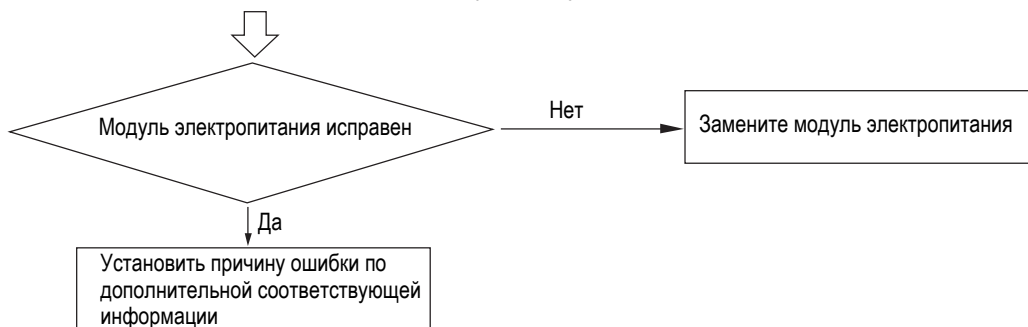 Модуль электропитания исправен
Нет
Замените модуль электропитания
Да
Установить причину ошибки по
дополнительной соответствующей
информации